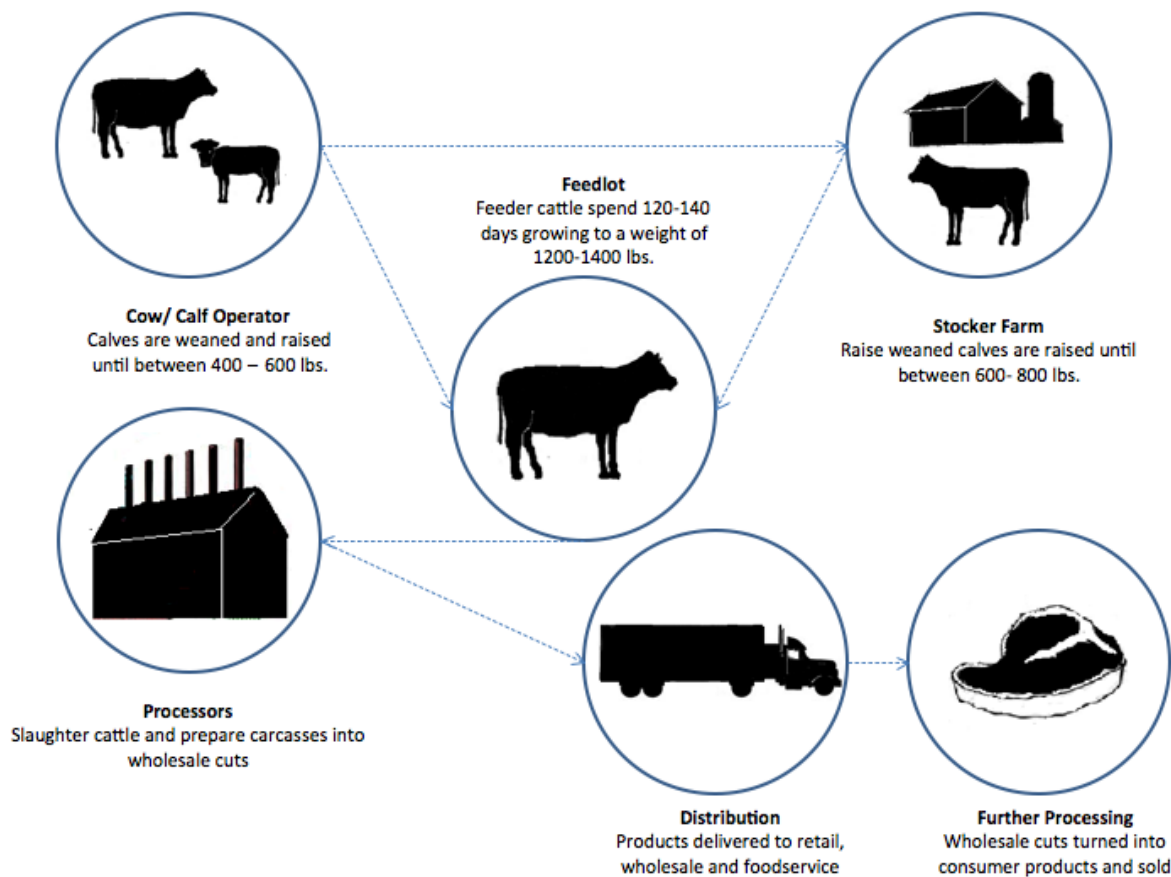 Feedlot
Feeder cattle spend 120-140
days growing to a weight of
1200-1400 lbs.
Cow/ Calf Operator
Calves are weaned and raised
until between 400 – 600 lbs.
Stocker Farm
Raise weaned calves are raised until
between 600- 800 lbs.
Processors
Slaughter cattle and prepare carcasses into
wholesale cuts
Distribution
Products delivered to retail,
wholesale and foodservice
Further Processing
Wholesale cuts turned into
consumer products and sold